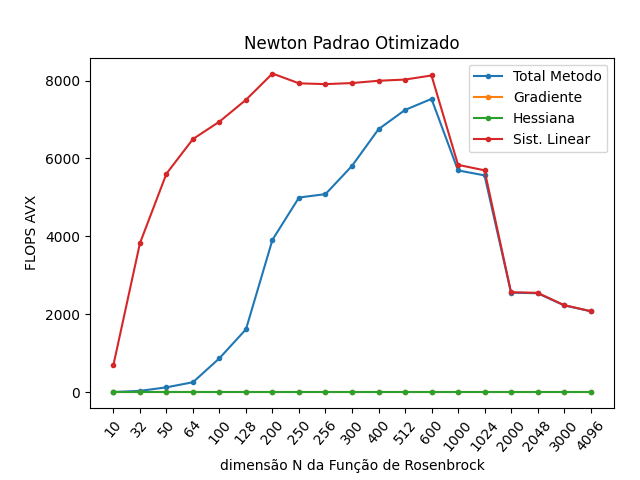 Newton Padrao Otimizado
Total Metodo
Gradiente
Hessiana
Sist. Linear
FLOPS AVX
8000
6000
4000
2000
0
10 32 50 64 100 128 200 250 256 300 400 512 600 1000 1024 2000 2048 3000 4096
dimensão N da Função de Rosenbrock